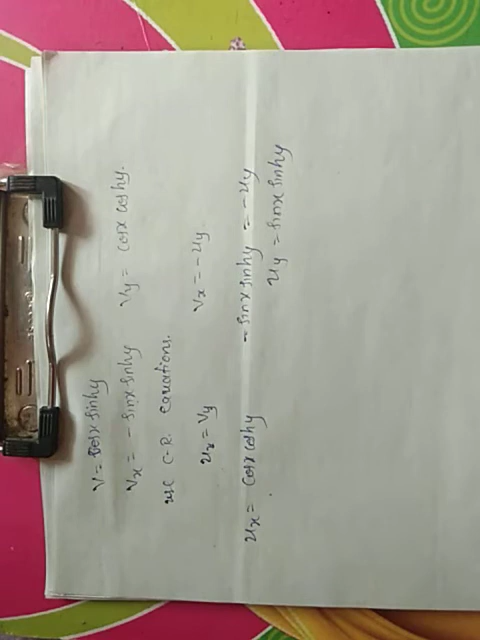 V = cosx sinhy
Vx = - sinx sinhy Vy = cosx coshy.
use C-R. equations.
ux = Vy Vx = -uy
ux = cosx coshy - sinx sinhy = -uy
uy = sinx sinhy